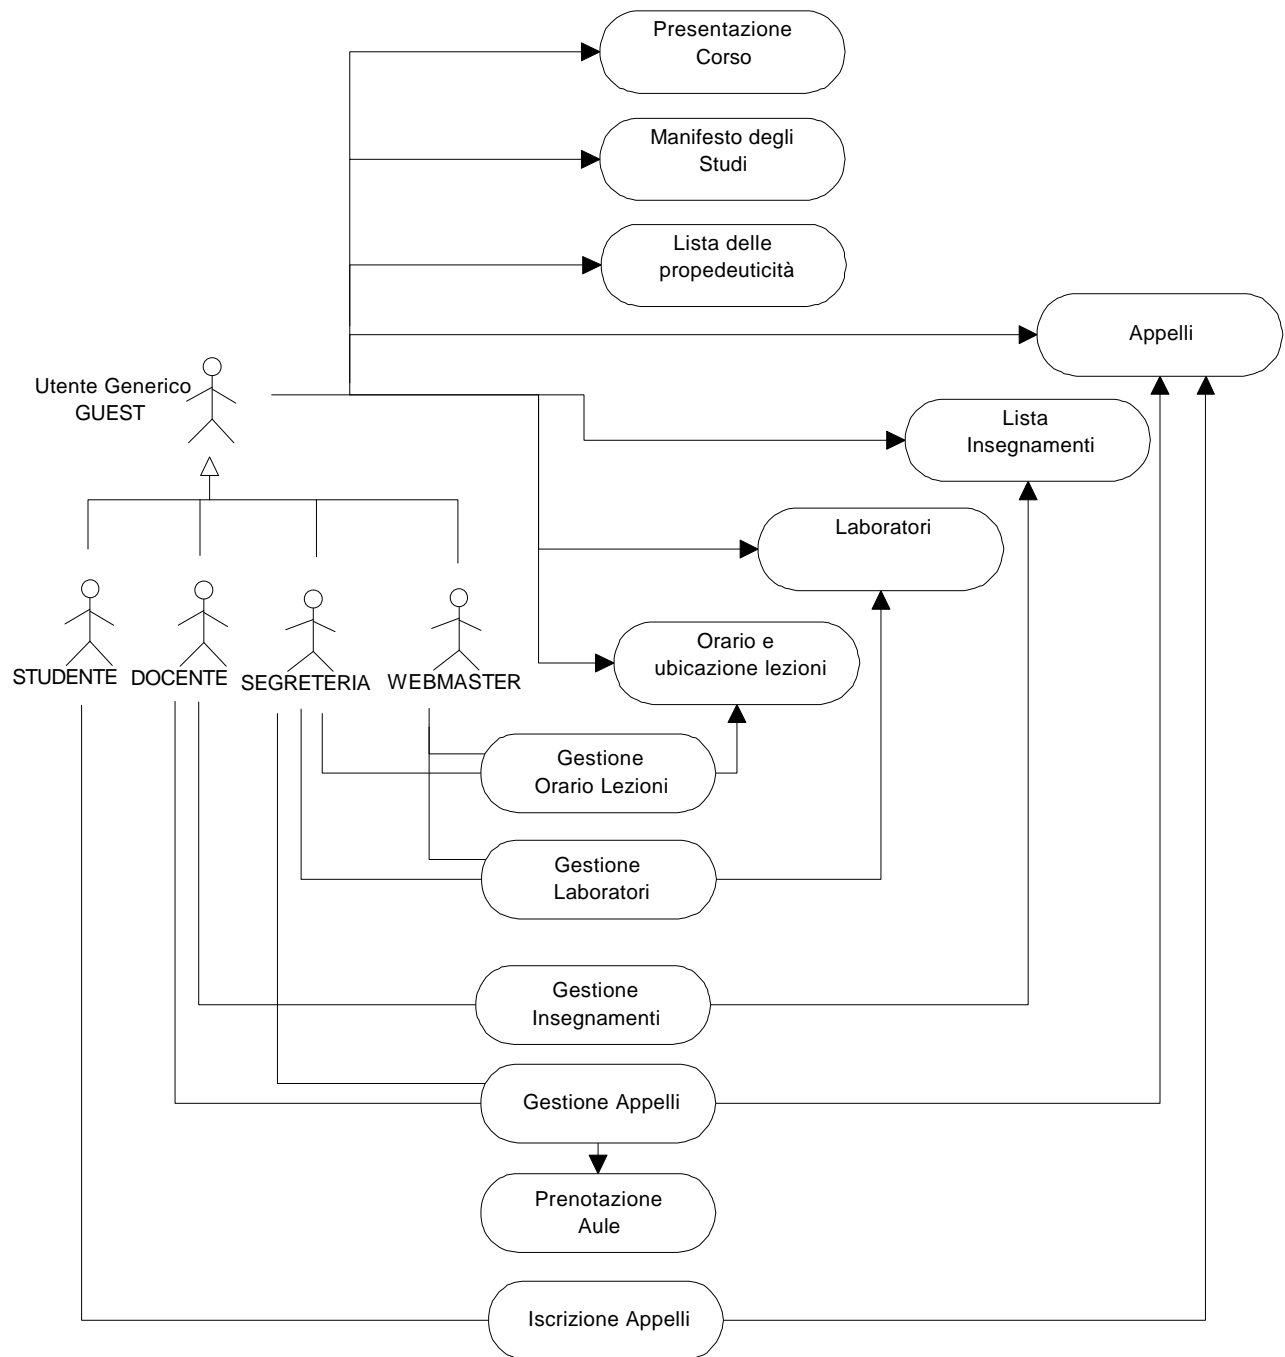 Presentazione
Corso
Manifesto degli
Studi
Lista delle
propedeuticità
Appelli
Utente Generico
GUEST
Lista
Insegnamenti
Laboratori
Orario e
ubicazione lezioni
STUDENTE
DOCENTE
SEGRETERIA
WEBMASTER
Gestione
Orario Lezioni
Gestione
Laboratori
Gestione
Insegnamenti
Gestione Appelli
Prenotazione
Aule
Iscrizione Appelli